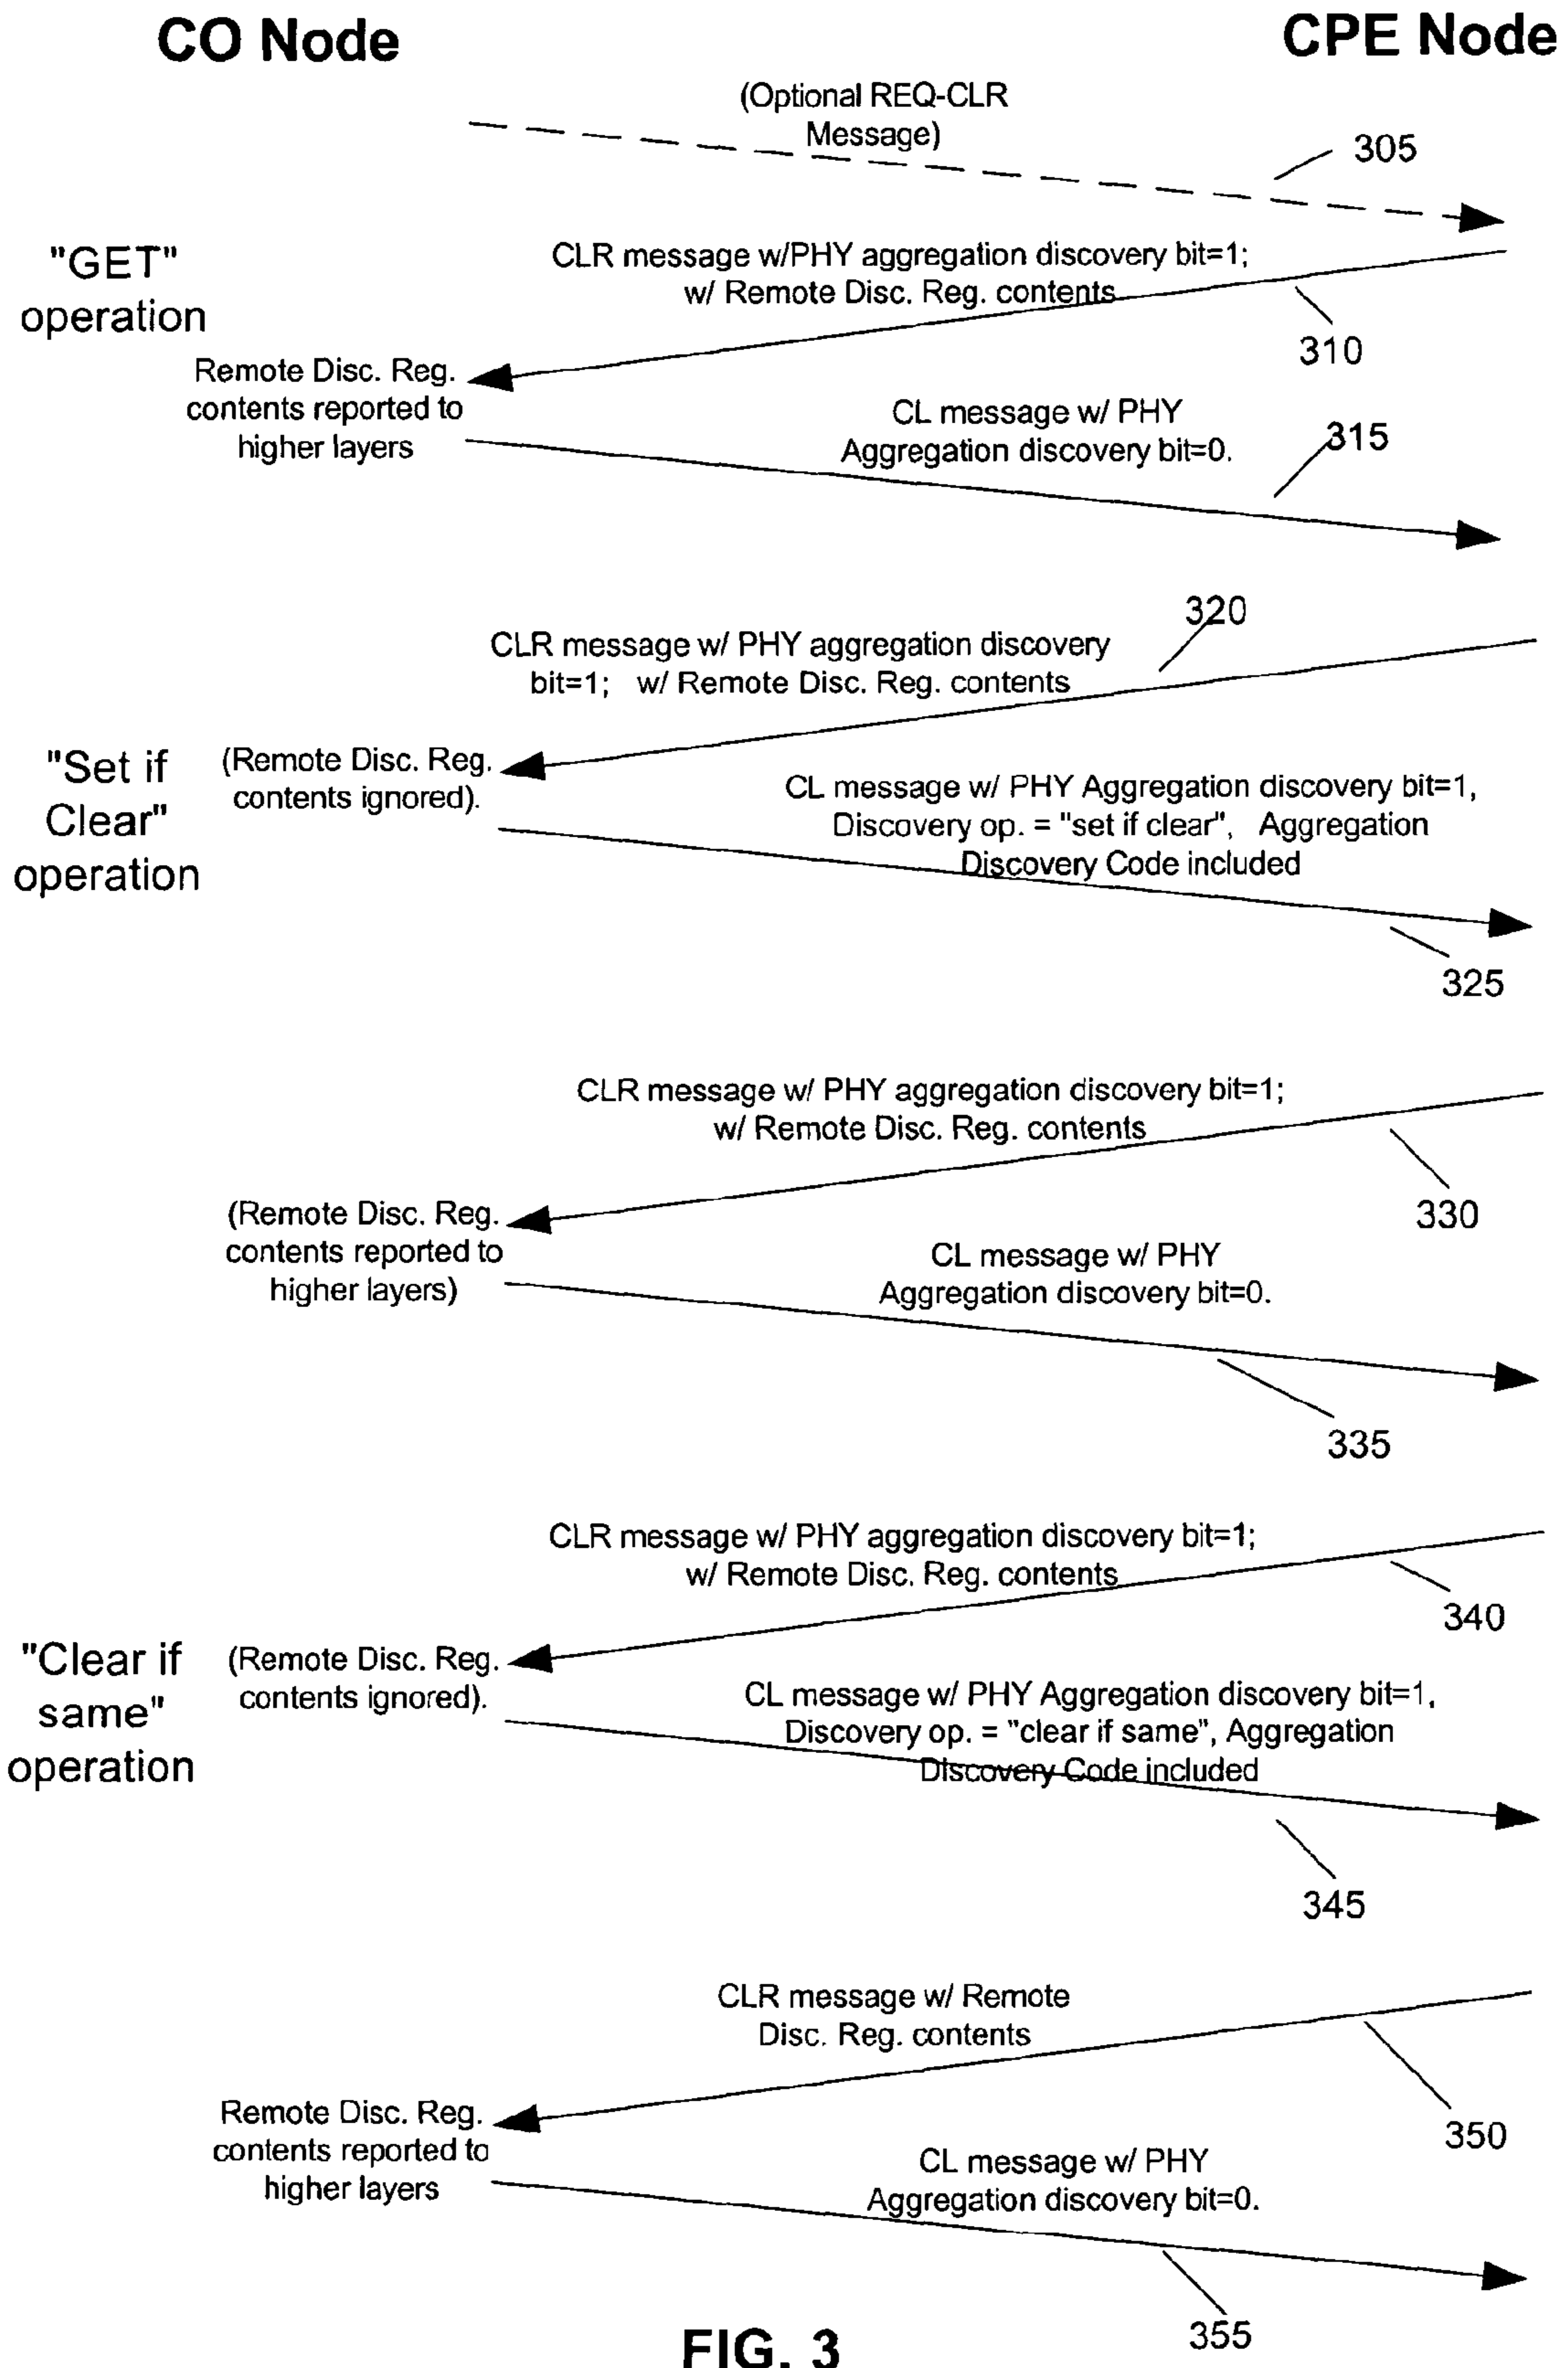 CO Node
CPE Node
(Optional REQ-CLR
Message)
305
"GET"
operation
CLR message w/PHY aggregation discovery bit=1;
w/ Remote Disc. Reg. contents
310
Remote Disc. Reg.
contents reported to
higher layers
CL message w/ PHY
Aggregation discovery bit=0.
315
320
CLR message w/ PHY aggregation discovery
bit=1; w/ Remote Disc. Reg. contents
"Set if
Clear"
operation
(Remote Disc. Reg.
contents ignored).
CL message w/ PHY Aggregation discovery bit=1,
Discovery op. = "set if clear", Aggregation
Discovery Code included
325
CLR message w/ PHY aggregation discovery bit=1;
w/ Remote Disc. Reg. contents
330
(Remote Disc. Reg.
contents reported to
higher layers)
CL message w/ PHY
Aggregation discovery bit=0.
335
CLR message w/ PHY aggregation discovery bit=1;
w/ Remote Disc. Reg. contents
340
"Clear if
same"
operation
(Remote Disc. Reg.
contents ignored).
CL message w/ PHY Aggregation discovery bit=1,
Discovery op. = "clear if same", Aggregation
Discovery Code included
345
CLR message w/ Remote
Disc. Reg. contents
350
Remote Disc. Reg.
contents reported to
higher layers
CL message w/ PHY
Aggregation discovery bit=0.
355
FIG. 3